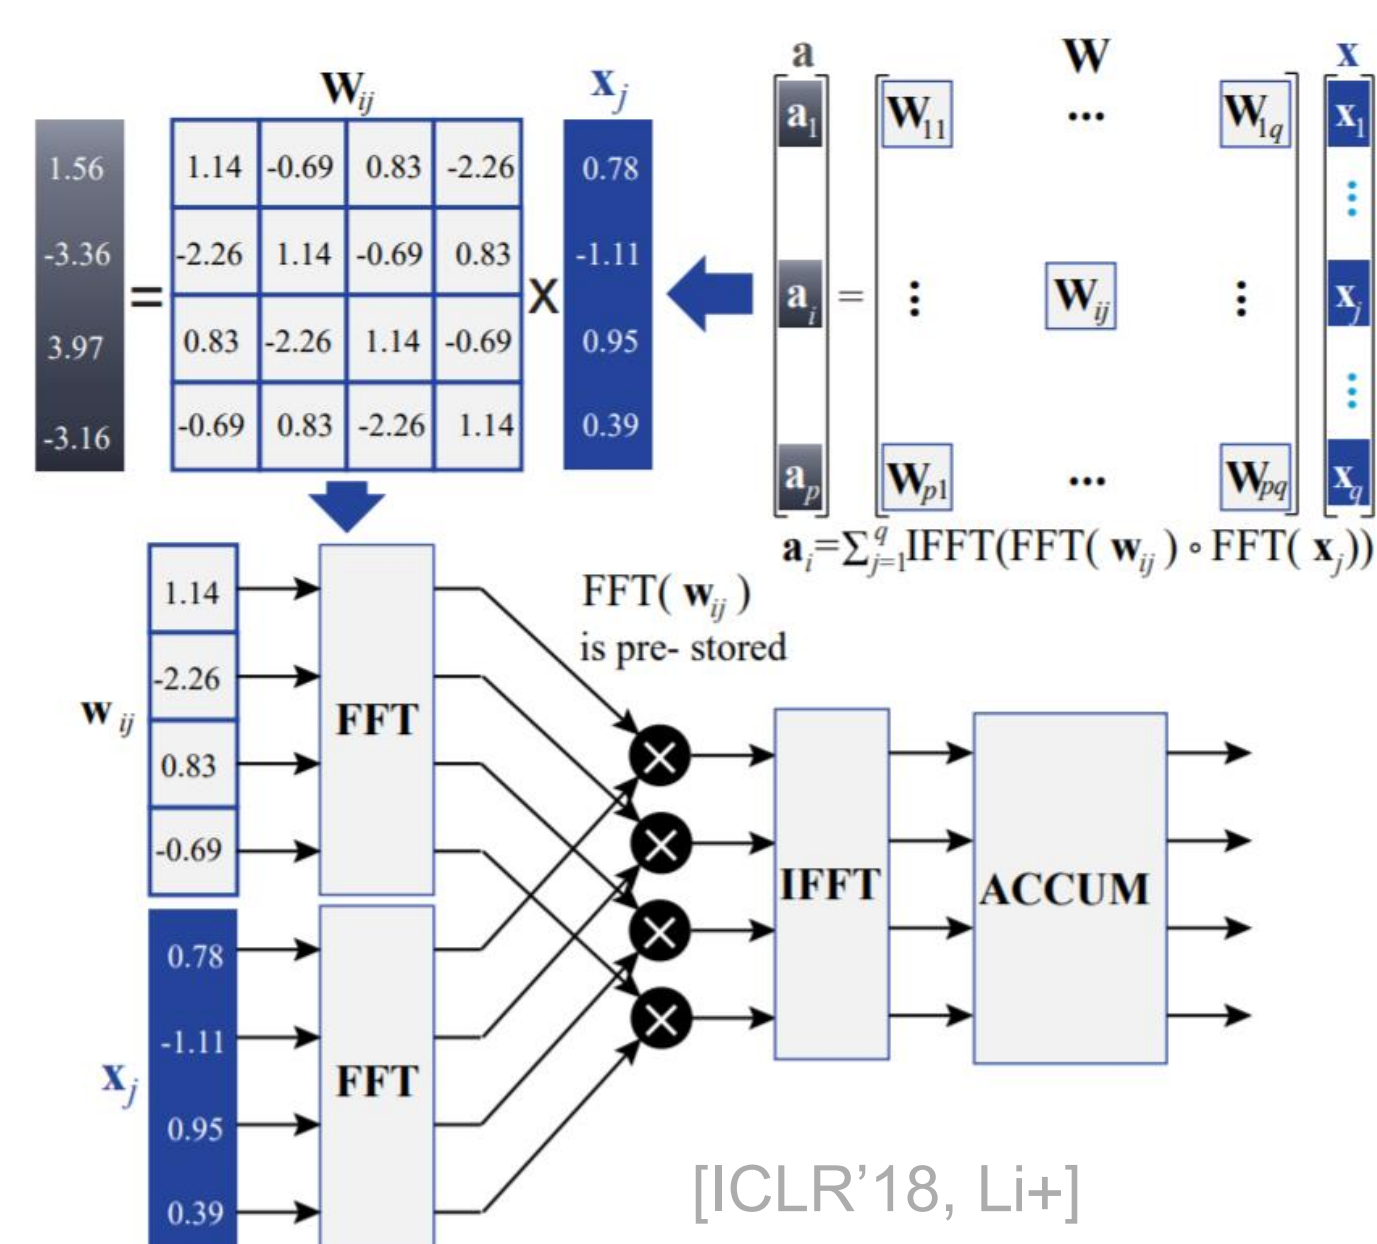 W_ij x_j
1.56
-3.36
3.97
-3.16
=
1.14 -0.69 0.83 -2.26
-2.26 1.14 -0.69 0.83
0.83 -2.26 1.14 -0.69
-0.69 0.83 -2.26 1.14
X
0.78
-1.11
0.95
0.39
a W x
a_1 W_11 ... W_1q x_1
⋮
a_i = ⋮ W_ij ⋮ x_j
⋮
a_p W_p1 ... W_pq x_q
a_i=∑_{j=1}^{q}IFFT(FFT( w_ij )∘FFT( x_j))
FFT( w_ij )
is pre- stored
w_ij
1.14
-2.26
0.83
-0.69
FFT
x_j
0.78
-1.11
0.95
0.39
FFT
IFFT
ACCUM
[ICLR’18, Li+]